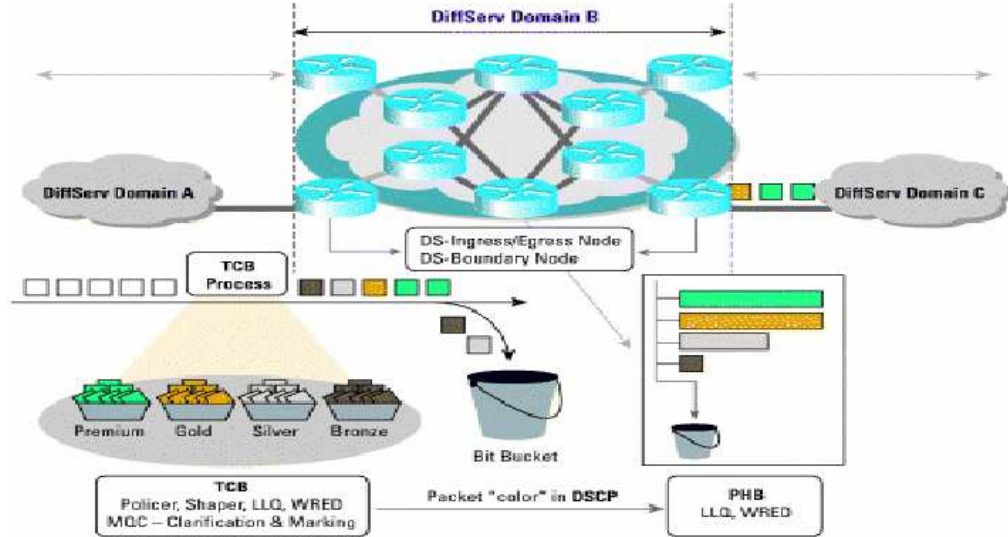 DiffServ Domain B
DiffServ Domain A
DiffServ Domain C
DS-Ingress/Egress Node
DS-Boundary Node
TCB
Process
Premium
Gold
Silver
Bronze
Bit Bucket
TCB
Policer, Shaper, LLQ, WRED
MQC – Clarification & Marking
Packet "color" in DSCP
PHB
LLQ, WRED